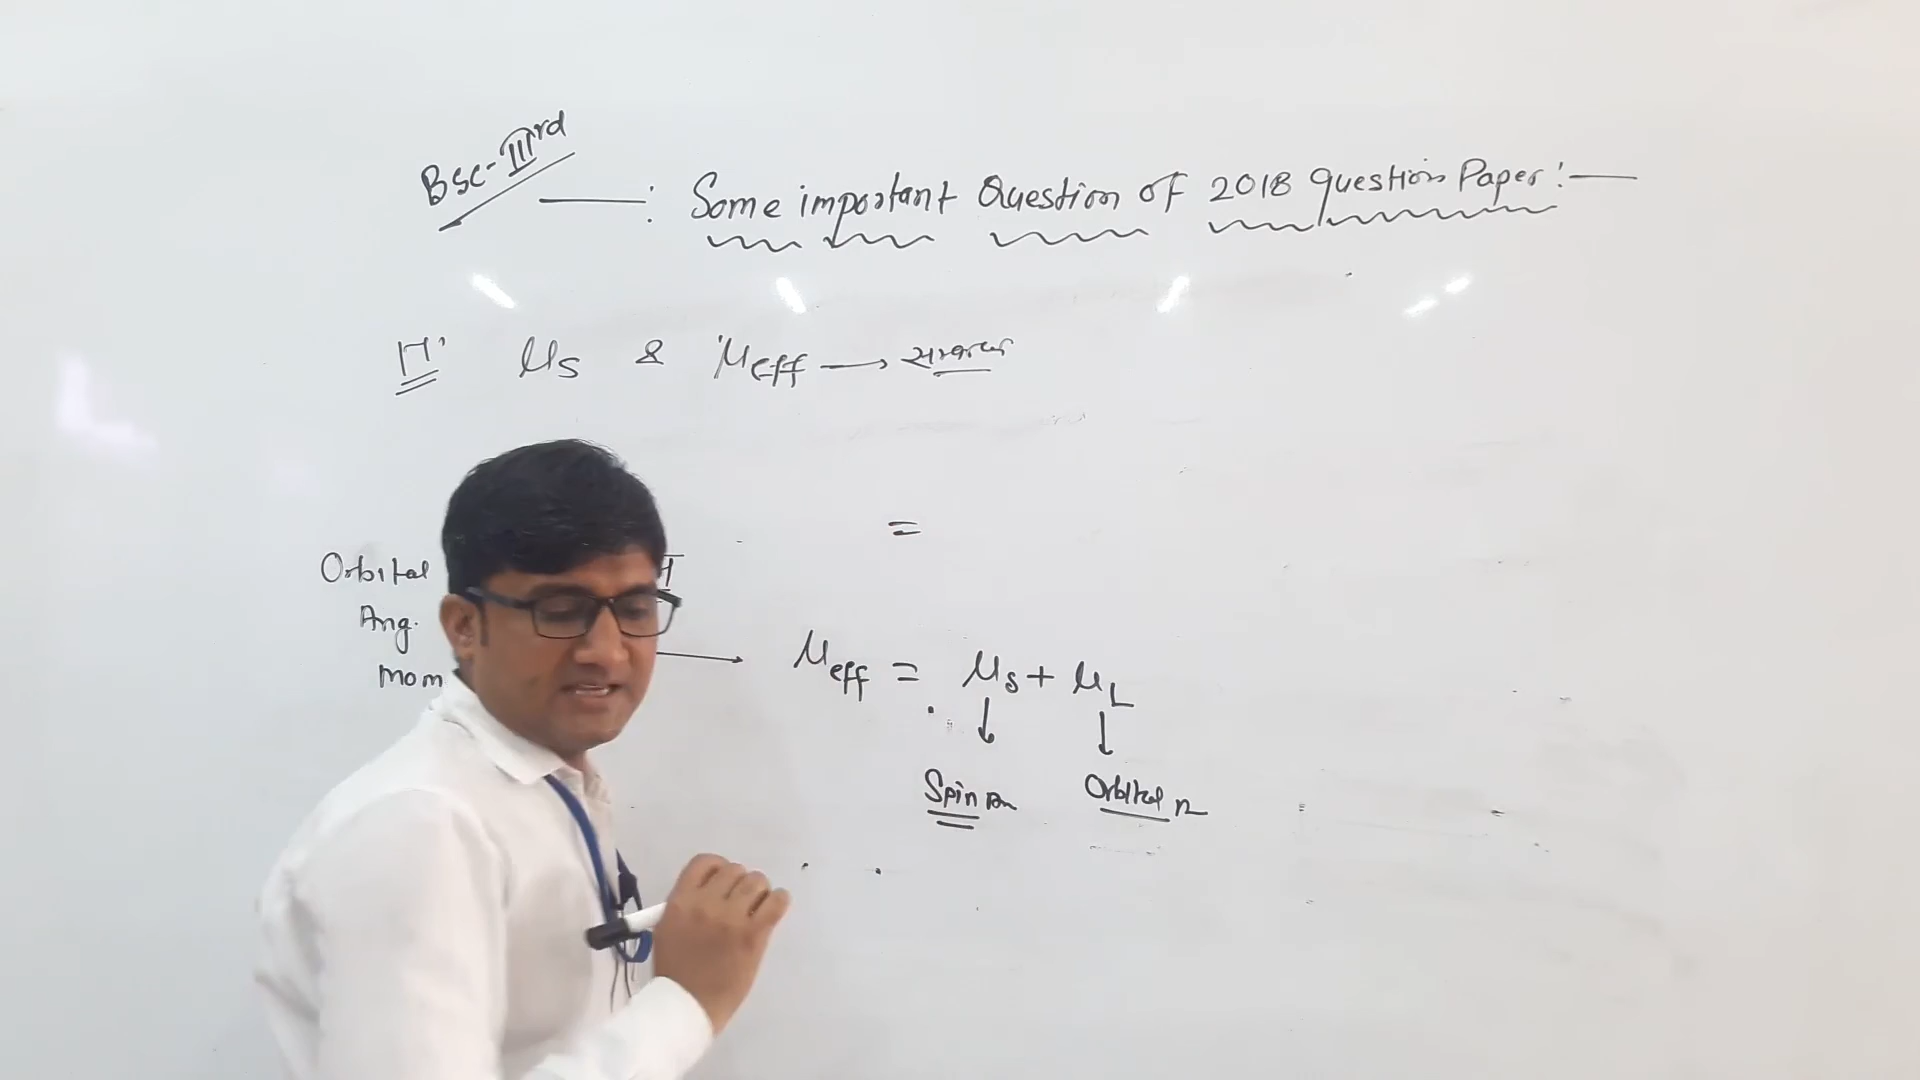 Bsc-IIIrd
—: Some important Question of 2018 question Paper:—
μs & μeff → सम्बन्ध
=
Orbital
Ang.
mom
→ μeff = μs + μL
↓ ↓
Spin Orbital